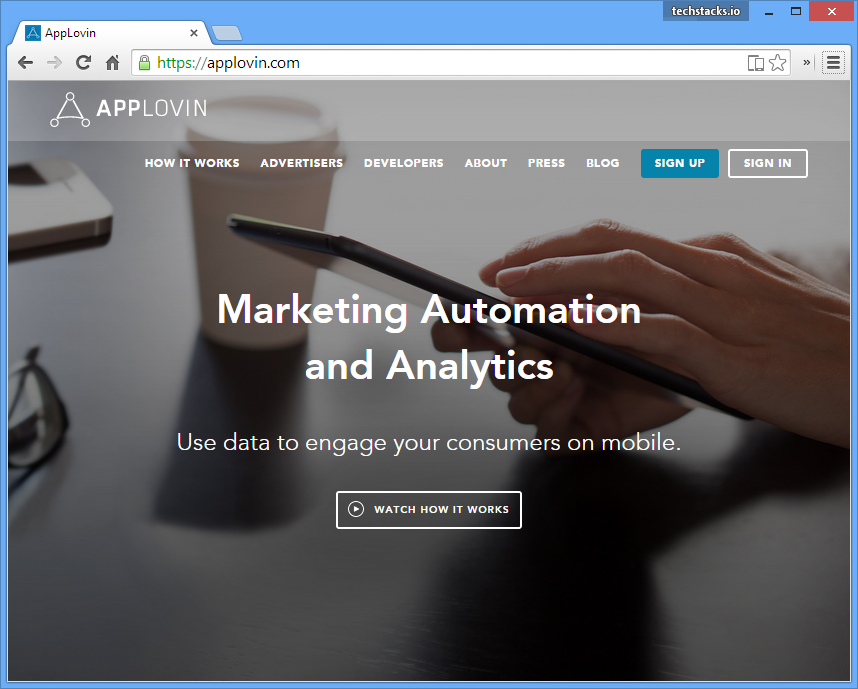 techstacks.io
AppLovin
https://applovin.com
»
APPLOVIN
HOW IT WORKS ADVERTISERS DEVELOPERS ABOUT PRESS BLOG SIGN UP SIGN IN
Marketing Automation
and Analytics
Use data to engage your consumers on mobile.
WATCH HOW IT WORKS